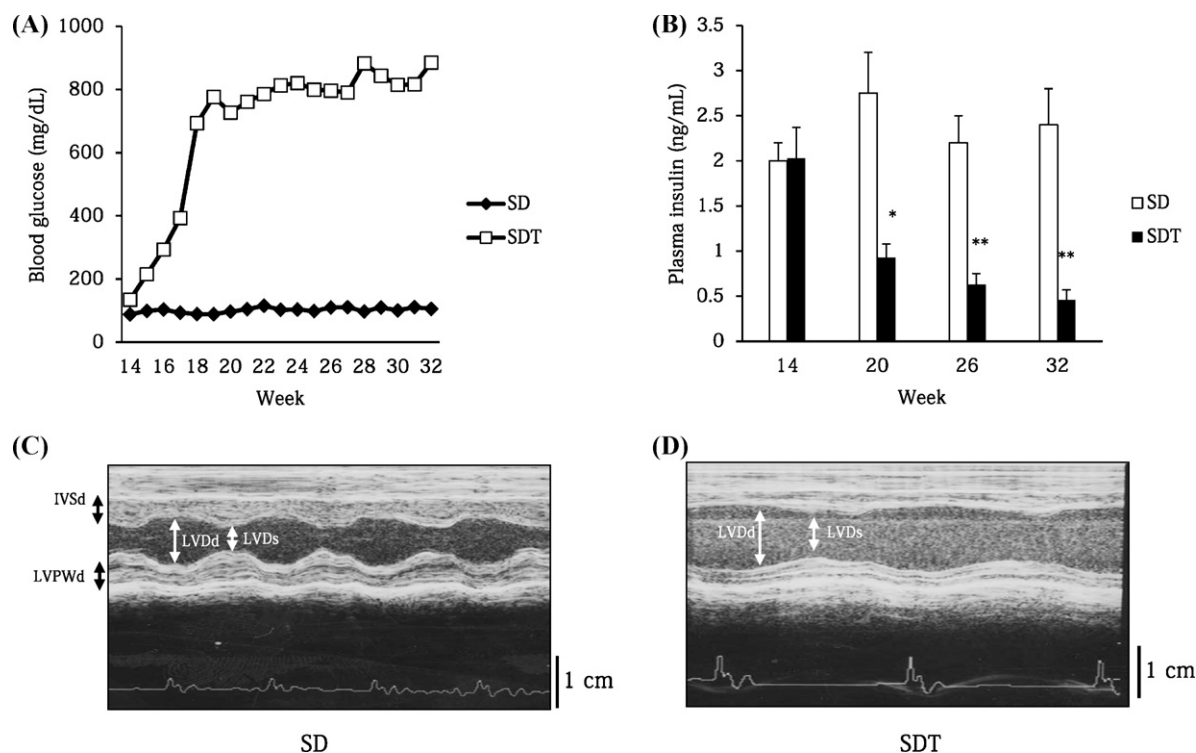 (A)
1000
800
600
400
200
0
Blood glucose (mg/dL)
14 16 18 20 22 24 26 28 30 32
Week
SD
SDT
(B)
3.5
3
2.5
2
1.5
1
0.5
0
Plasma insulin (ng/mL)
*
**
**
14 20 26 32
Week
SD
SDT
(C)
IVSd
LVDd
LVDs
LVPWd
1 cm
SD
(D)
LVDd
LVDs
1 cm
SDT